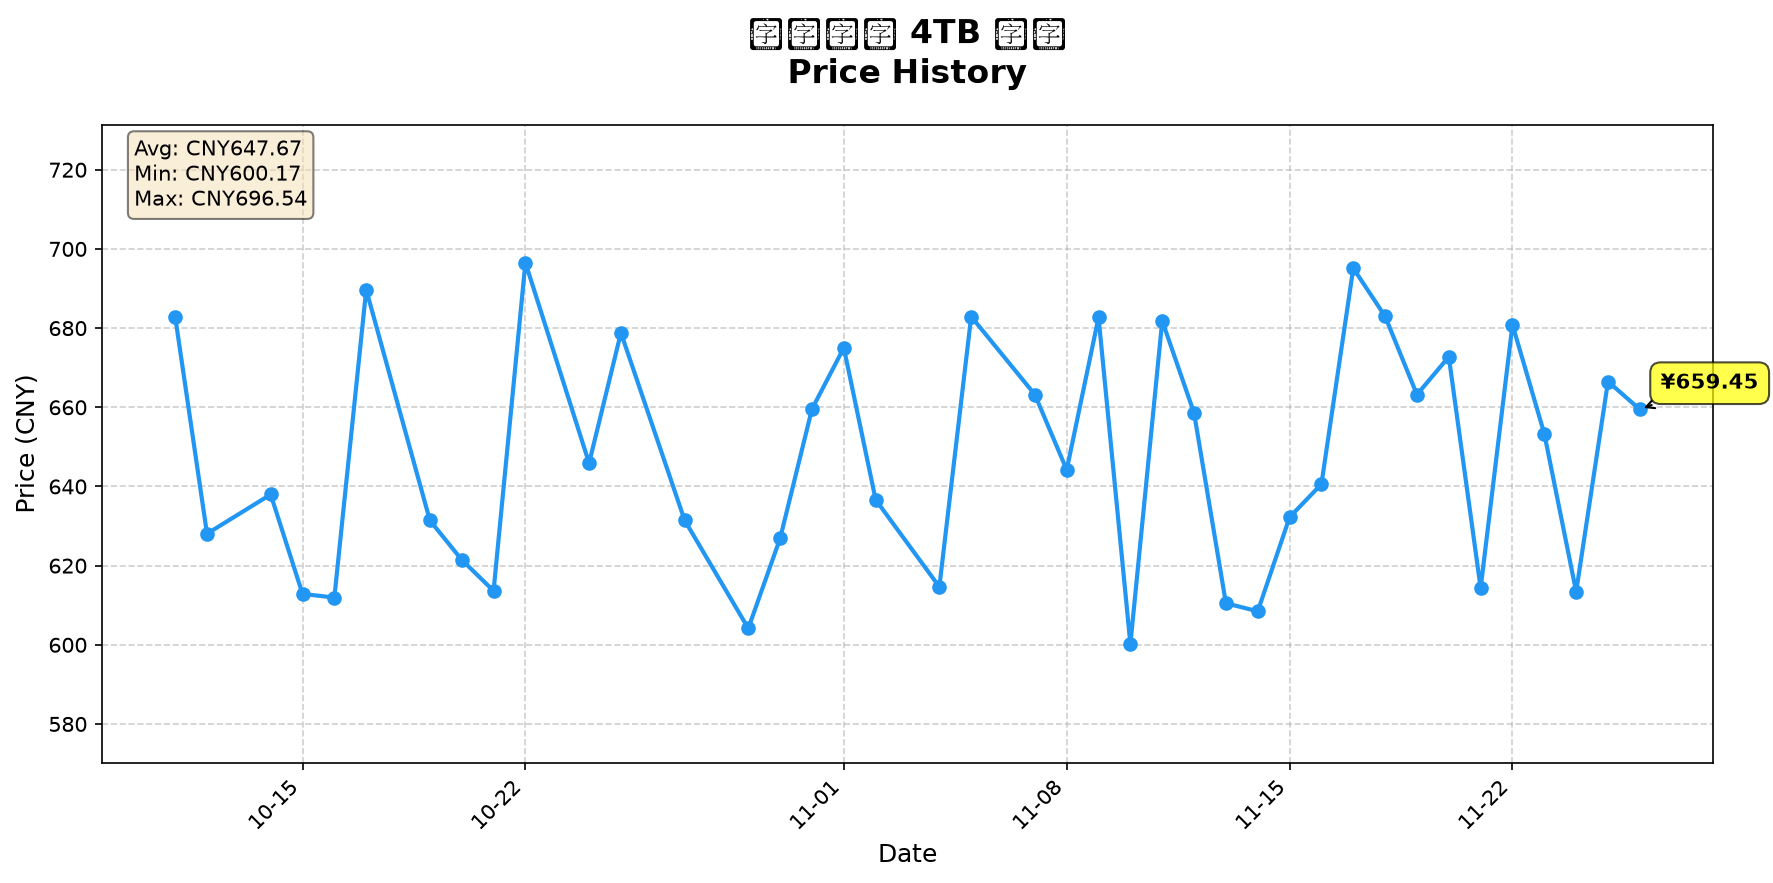 4TB
Price History
Avg: CNY647.67
Min: CNY600.17
Max: CNY696.54
720
700
680
660
640
620
600
580
Price (CNY)
¥659.45
10-15
10-22
11-01
11-08
11-15
11-22
Date